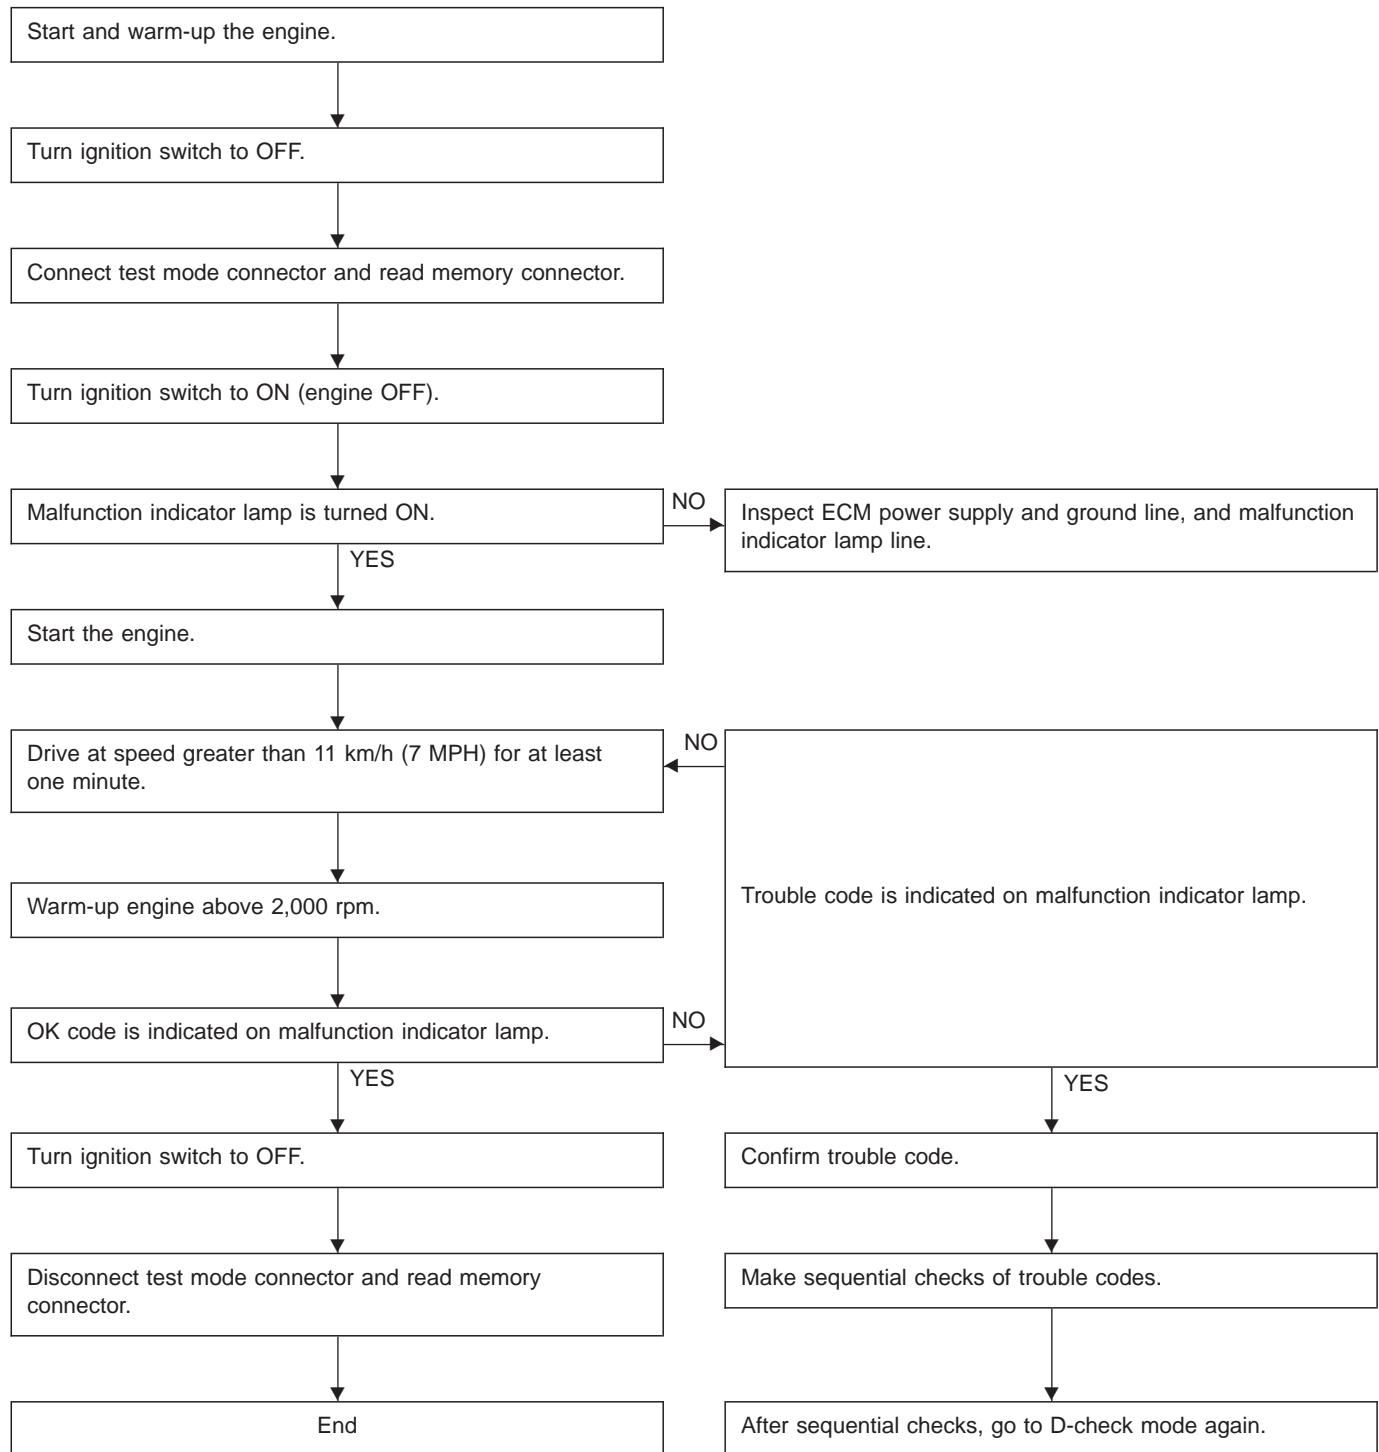 Start and warm-up the engine.
Turn ignition switch to OFF.
Connect test mode connector and read memory connector.
Turn ignition switch to ON (engine OFF).
Malfunction indicator lamp is turned ON.
NO
Inspect ECM power supply and ground line, and malfunction
indicator lamp line.
YES
Start the engine.
Drive at speed greater than 11 km/h (7 MPH) for at least
one minute.
NO
Trouble code is indicated on malfunction indicator lamp.
Warm-up engine above 2,000 rpm.
OK code is indicated on malfunction indicator lamp.
NO
YES
YES
Turn ignition switch to OFF.
Confirm trouble code.
Disconnect test mode connector and read memory
connector.
Make sequential checks of trouble codes.
End
After sequential checks, go to D-check mode again.